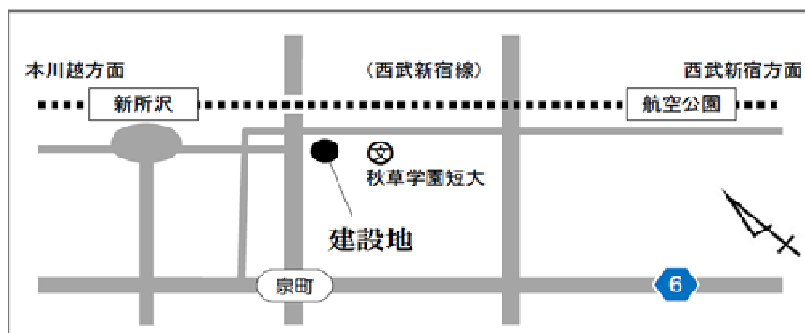 本川越方面
(西武新宿線)
西武新宿方面
新所沢
航空公園
文
秋草学園短大
建設地
泉町
6